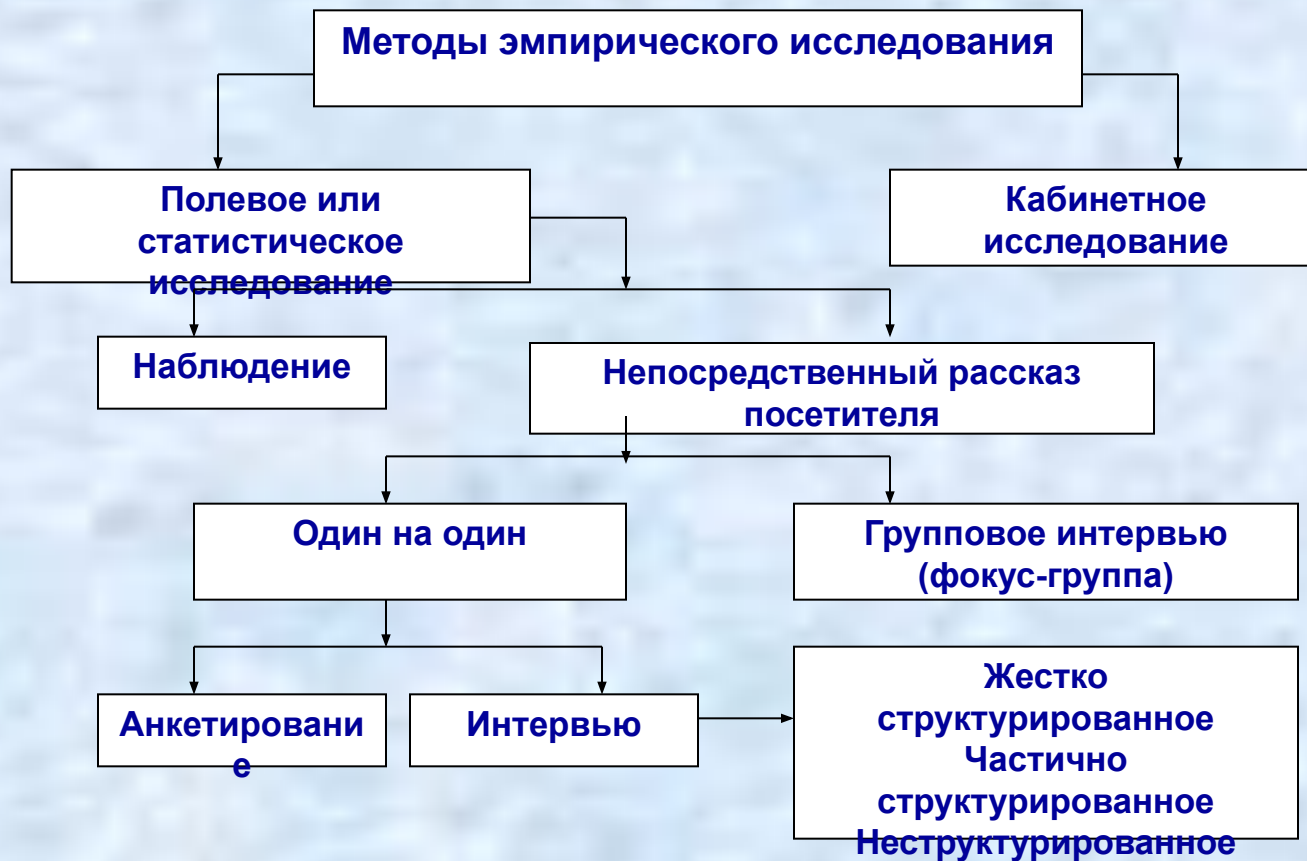 Методы эмпирического исследования
Полевое или
статистическое
исследование
Кабинетное
исследование
Наблюдение
Непосредственный рассказ
посетителя
Один на один
Групповое интервью
(фокус-группа)
Анкетировани
е
Интервью
Жестко
структурированное
Частично
структурированное
Неструктурированное